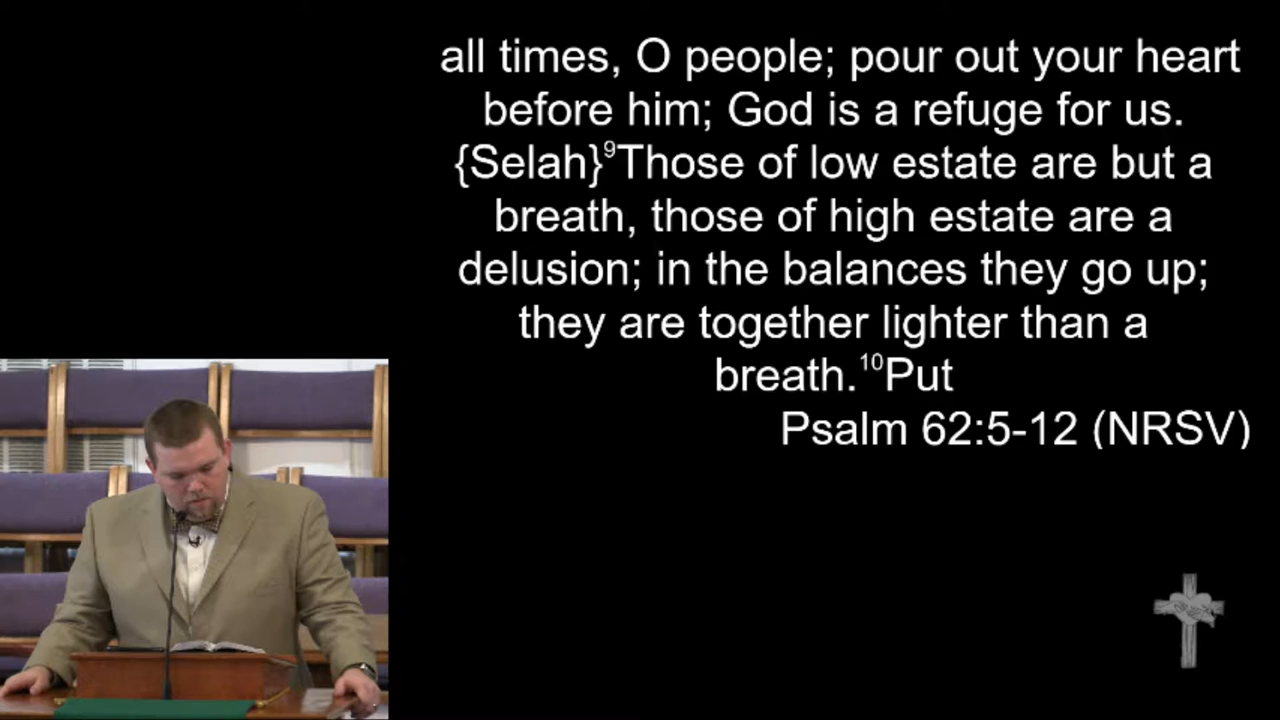 all times, O people; pour out your heart
before him; God is a refuge for us.
{Selah}⁹Those of low estate are but a
breath, those of high estate are a
delusion; in the balances they go up;
they are together lighter than a
breath.¹⁰Put
Psalm 62:5-12 (NRSV)